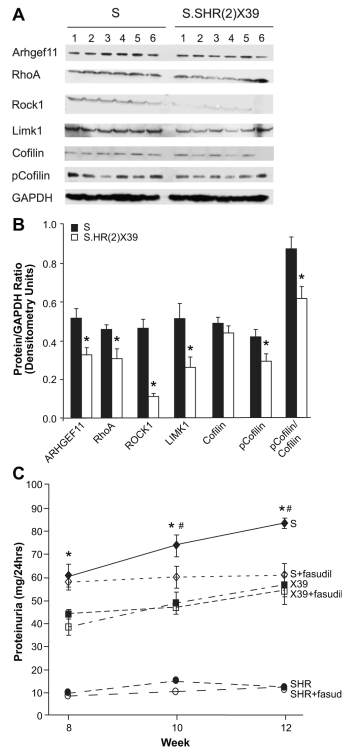 A
S S.SHR(2)X39
1 2 3 4 5 6 1 2 3 4 5 6
Arhgef11
RhoA
Rock1
Limk1
Cofilin
pCofilin
GAPDH
B
S
S.HR(2)X39
Protein/GAPDH Ratio
(Densitometry Units)
1.0
0.8
0.6
0.4
0.2
0
* * * * * *
ARHGEF11 RhoA ROCK1 LIMK1 Cofilin pCofilin pCofilin/
Cofilin
C
Proteinuria (mg/24hrs)
100
90
80
70
60
50
40
30
20
10
0
* *# *#
S
S+fasudil
X39
X39+fasudil
SHR
SHR+fasud
8 10 12
Week